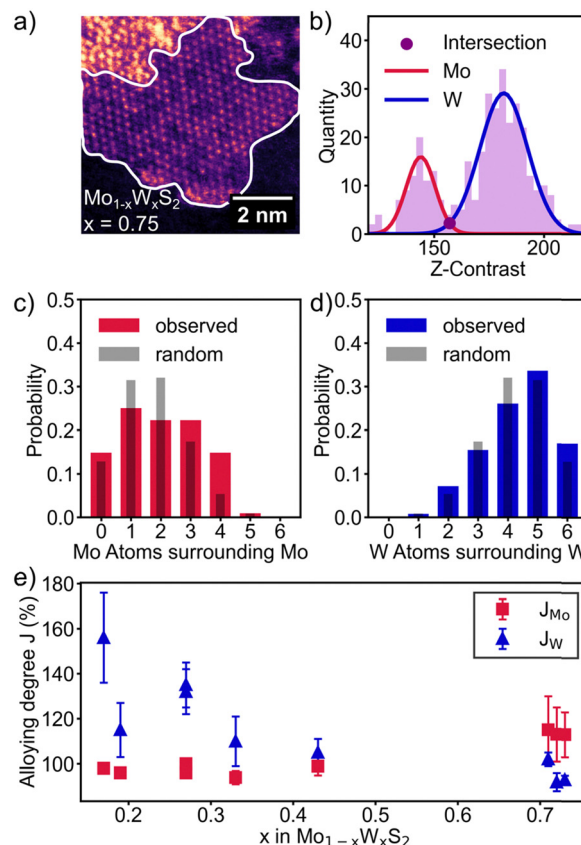 a)
Mo1-xWxS2
x = 0.75
2 nm
b)
Intersection
Mo
W
Quantity
40
30
20
10
0
150
200
Z-Contrast
c)
observed
random
Probability
0.5
0.4
0.3
0.2
0.1
0.0
0 1 2 3 4 5 6
Mo Atoms surrounding Mo
d)
observed
random
Probability
0.5
0.4
0.3
0.2
0.1
0.0
0 1 2 3 4 5 6
W Atoms surrounding W
e)
Alloying degree J (%)
180
160
140
120
100
JMo
JW
0.2 0.3 0.4 0.5 0.6 0.7
x in Mo1−xWxS2